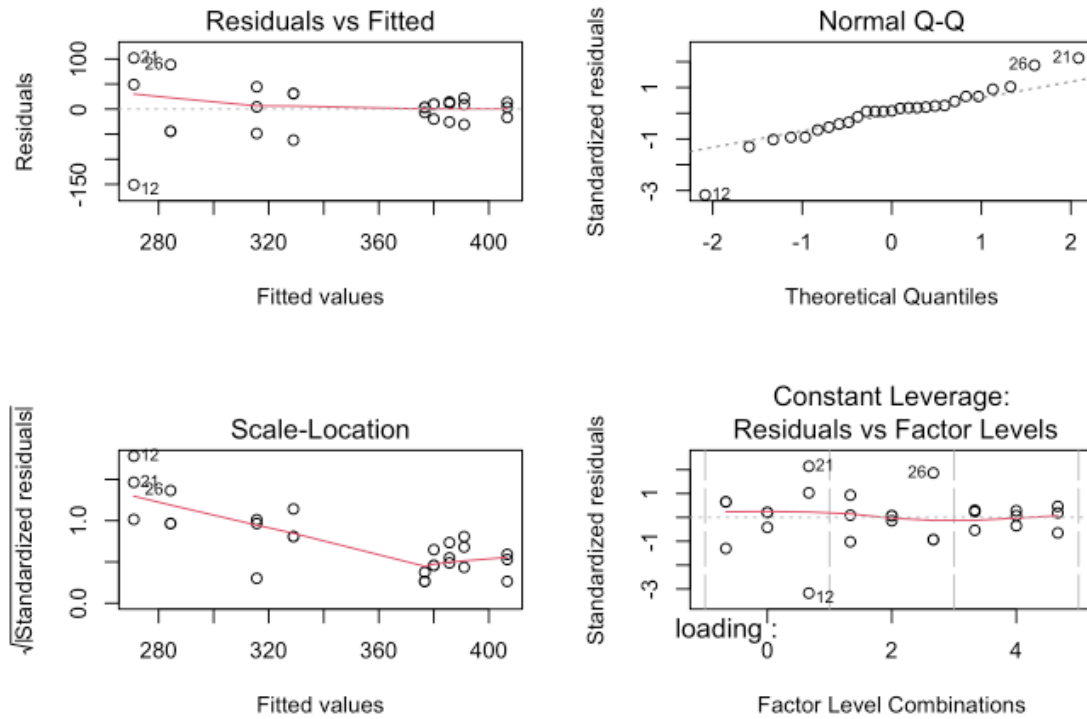 Residuals vs Fitted
Residuals
100
0
-150
21
26
12
280 320 360 400
Fitted values
Normal Q-Q
Standardized residuals
1
-1
-3
26
21
12
-2 -1 0 1 2
Theoretical Quantiles
Scale-Location
√|Standardized residuals|
1.0
0.0
12
21
26
280 320 360 400
Fitted values
Constant Leverage:
Residuals vs Factor Levels
Standardized residuals
1
-1
-3
21
26
12
loading :
0 2 4
Factor Level Combinations